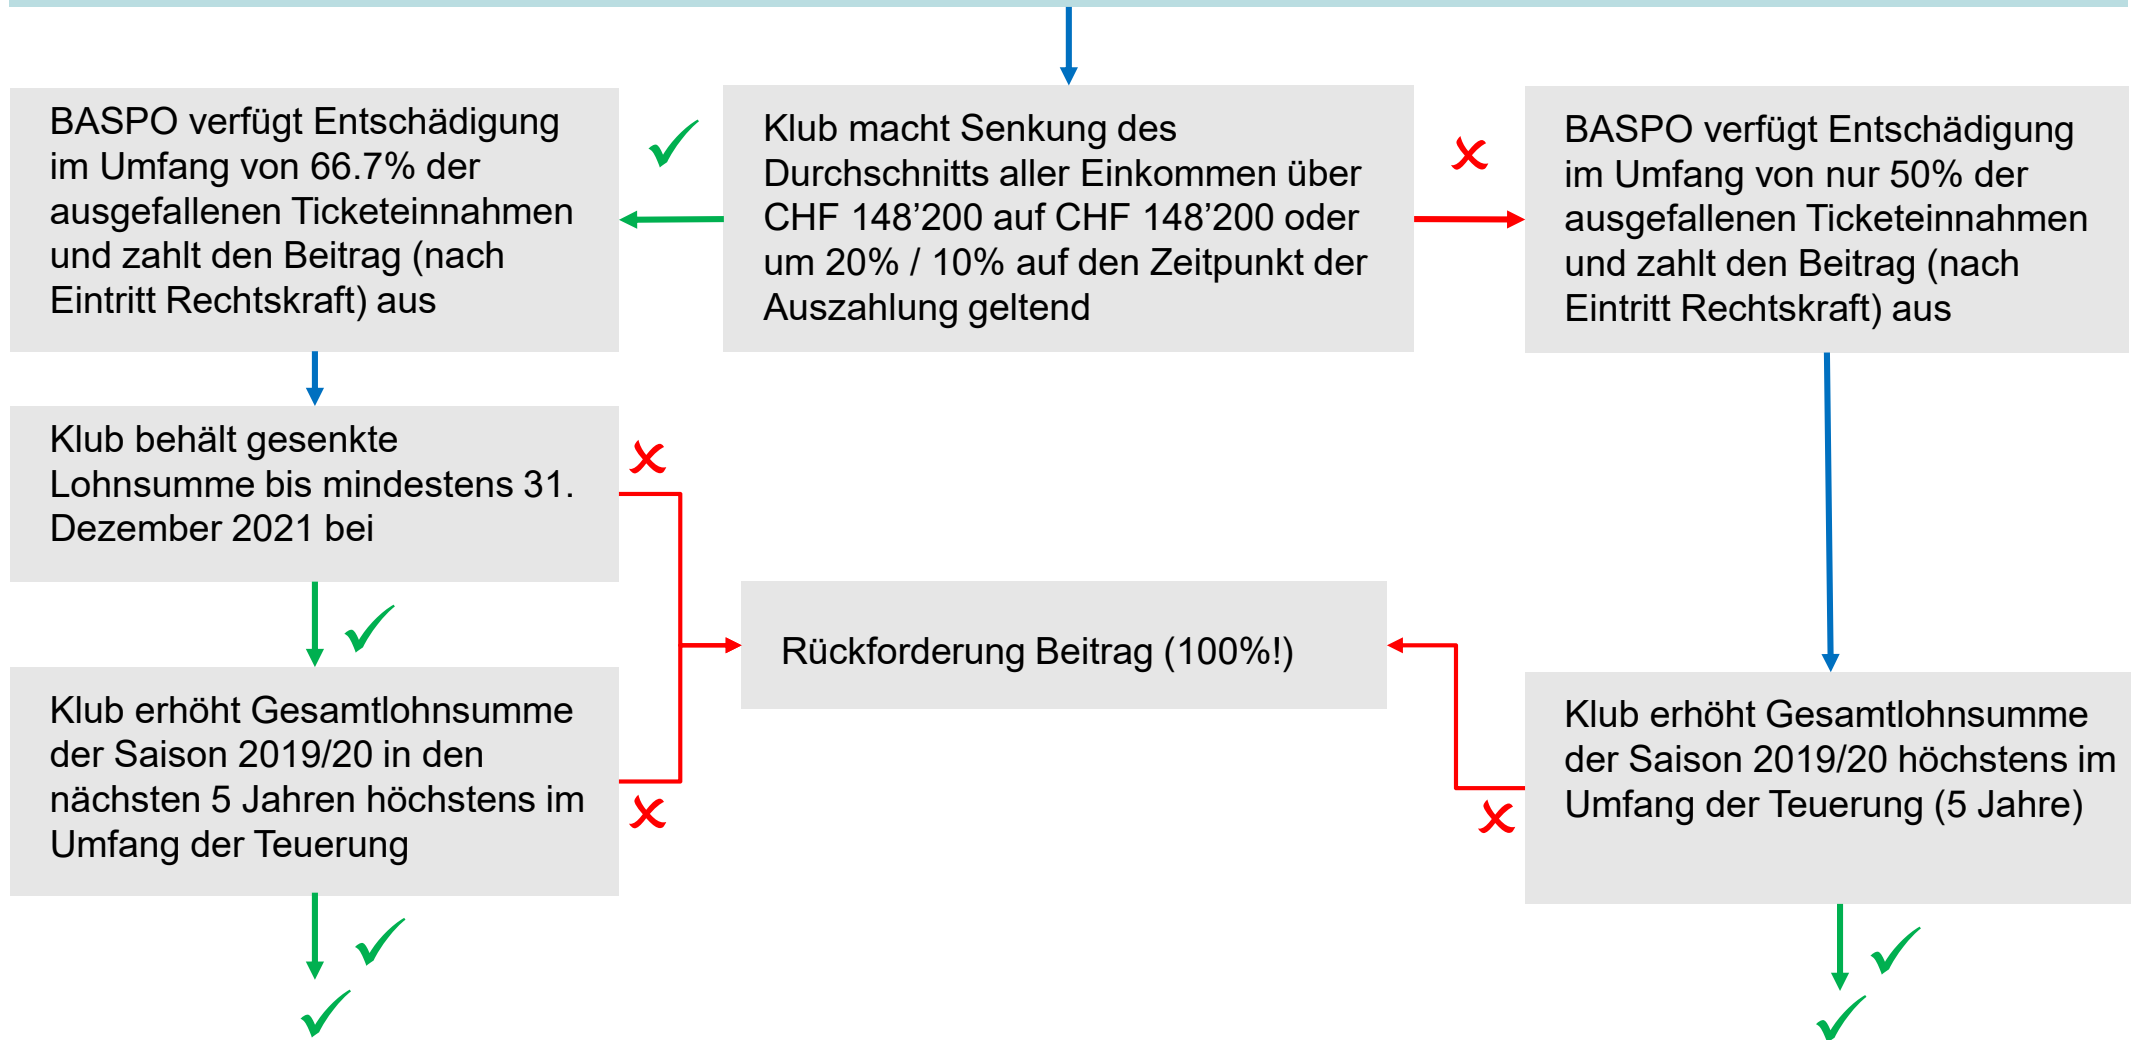 BASPO verfügt Entschädigung
im Umfang von 66.7% der
ausgefallenen Ticketeinnahmen
und zahlt den Beitrag (nach
Eintritt Rechtskraft) aus
Klub macht Senkung des
Durchschnitts aller Einkommen über
CHF 148’200 auf CHF 148’200 oder
um 20% / 10% auf den Zeitpunkt der
Auszahlung geltend
BASPO verfügt Entschädigung
im Umfang von nur 50% der
ausgefallenen Ticketeinnahmen
und zahlt den Beitrag (nach
Eintritt Rechtskraft) aus
Klub behält gesenkte
Lohnsumme bis mindestens 31.
Dezember 2021 bei
Rückforderung Beitrag (100%!)
Klub erhöht Gesamtlohnsumme
der Saison 2019/20 in den
nächsten 5 Jahren höchstens im
Umfang der Teuerung
Klub erhöht Gesamtlohnsumme
der Saison 2019/20 höchstens im
Umfang der Teuerung (5 Jahre)